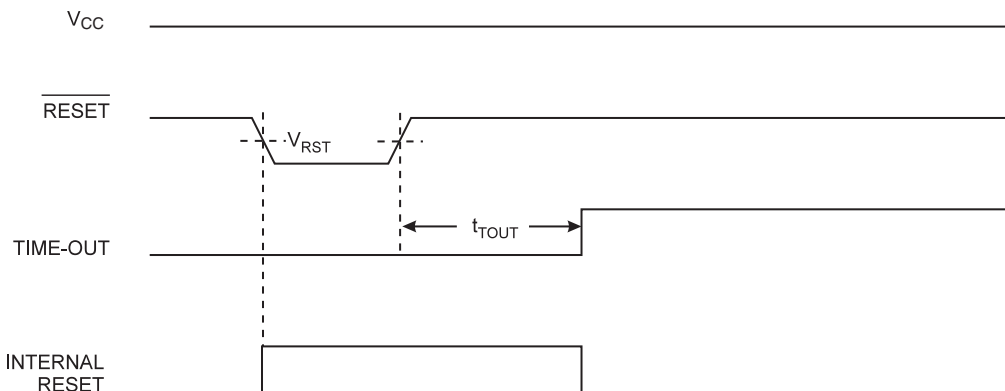 VCC
RESET
VRST
tTOUT
TIME-OUT
INTERNAL
RESET